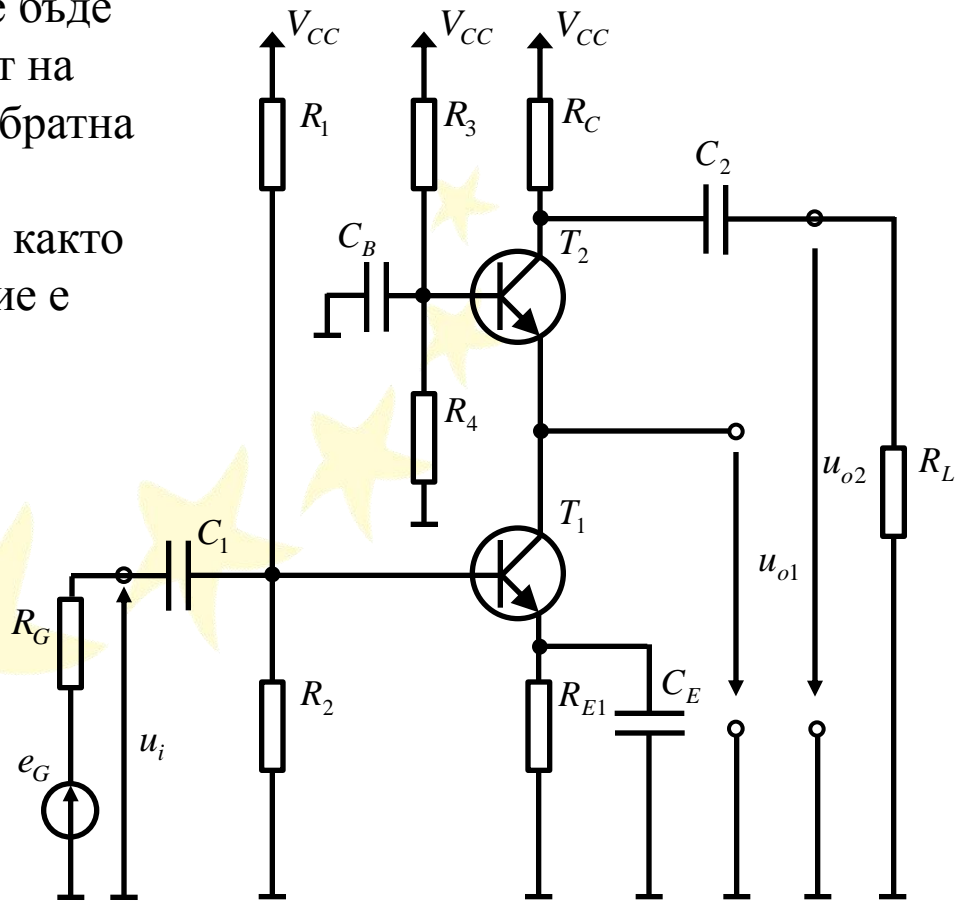 е бъде
т на
братна
както
ие е
V_CC
V_CC
V_CC
R_1
R_3
R_C
C_2
C_B
T_2
R_4
u_o2
R_L
T_1
C_1
u_o1
R_G
R_2
R_E1
C_E
u_i
e_G